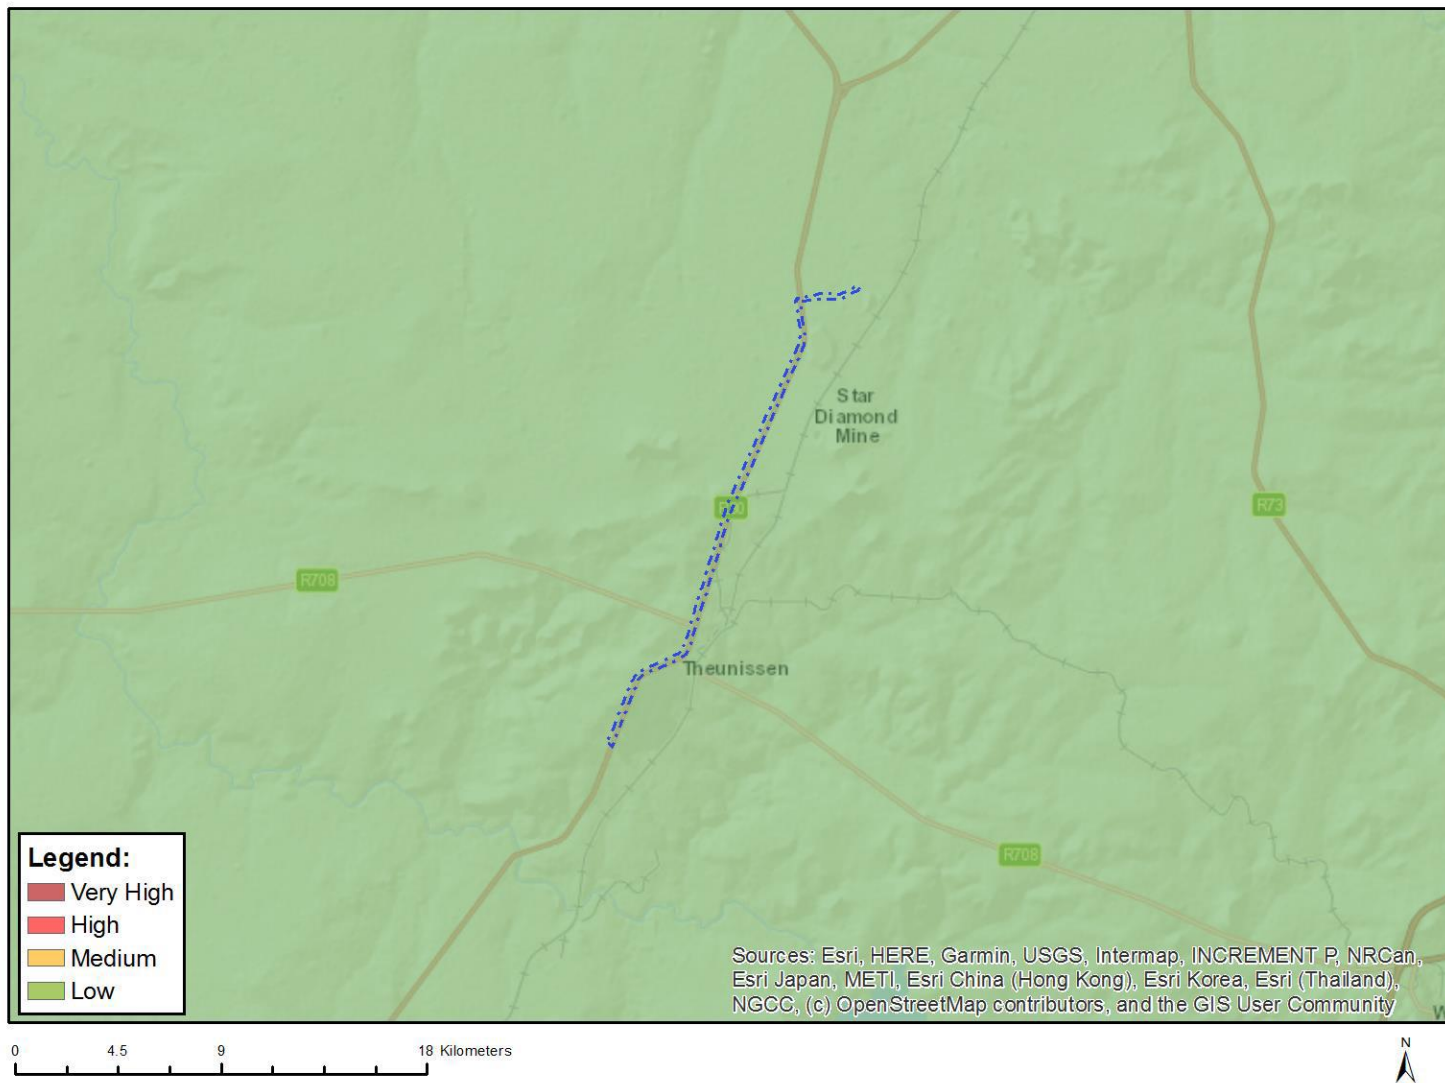 Star
Diamond
Mine
R73
R708
Theunissen
R708
Legend:
Very High
High
Medium
Low
Sources: Esri, HERE, Garmin, USGS, Intermap, INCREMENT P, NRCan,
Esri Japan, METI, Esri China (Hong Kong), Esri Korea, Esri (Thailand),
NGCC, (c) OpenStreetMap contributors, and the GIS User Community
W
0 4.5 9 18 Kilometers
N